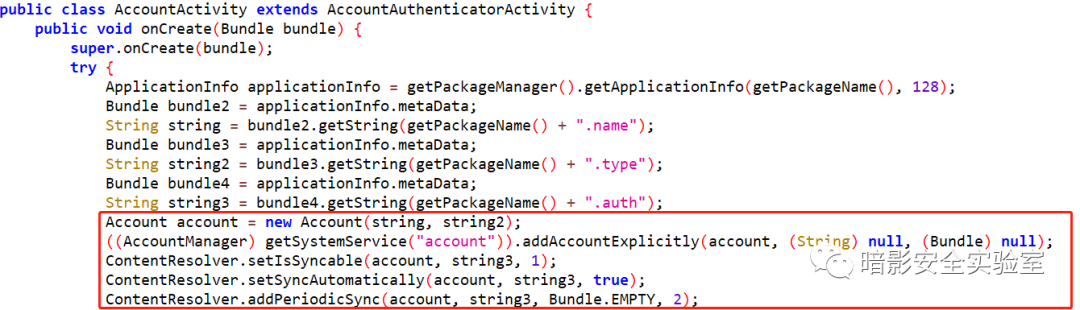 public class AccountActivity extends AccountAuthenticatorActivity {
public void onCreate(Bundle bundle) {
super.onCreate(bundle);
try {
ApplicationInfo applicationInfo = getPackageManager().getApplicationInfo(getPackageName(), 128);
Bundle bundle2 = applicationInfo.metaData;
String string = bundle2.getString(getPackageName() + ".name");
Bundle bundle3 = applicationInfo.metaData;
String string2 = bundle3.getString(getPackageName() + ".type");
Bundle bundle4 = applicationInfo.metaData;
String string3 = bundle4.getString(getPackageName() + ".auth");
Account account = new Account(string, string2);
((AccountManager) getSystemService("account")).addAccountExplicitly(account, (String) null, (Bundle) null);
ContentResolver.setIsSyncable(account, string3, 1);
ContentResolver.setSyncAutomatically(account, string3, true);
ContentResolver.addPeriodicSync(account, string3, Bundle.EMPTY, 2);
暗影安全实验室